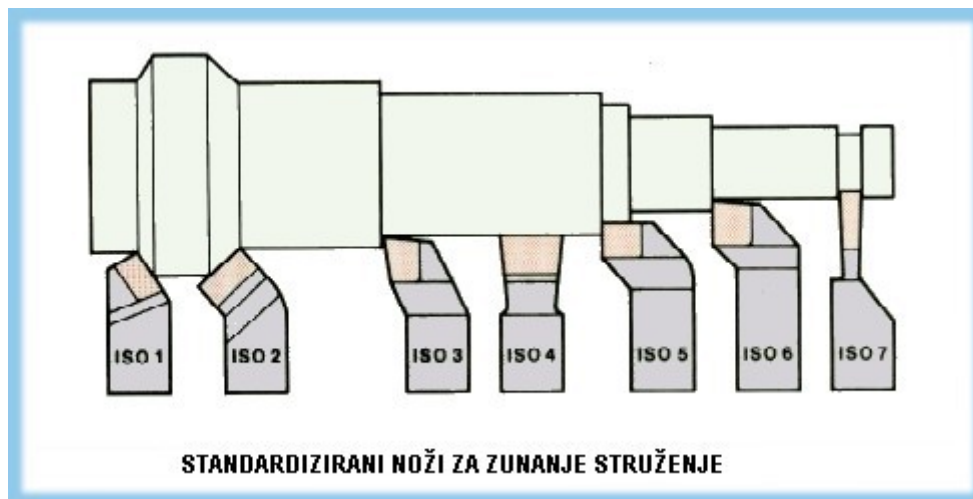 ISO 1
ISO 2
ISO 3
ISO 4
ISO 5
ISO 6
ISO 7
STANDARDIZIRANI NOŽI ZA ZUNANJE STRUŽENJE